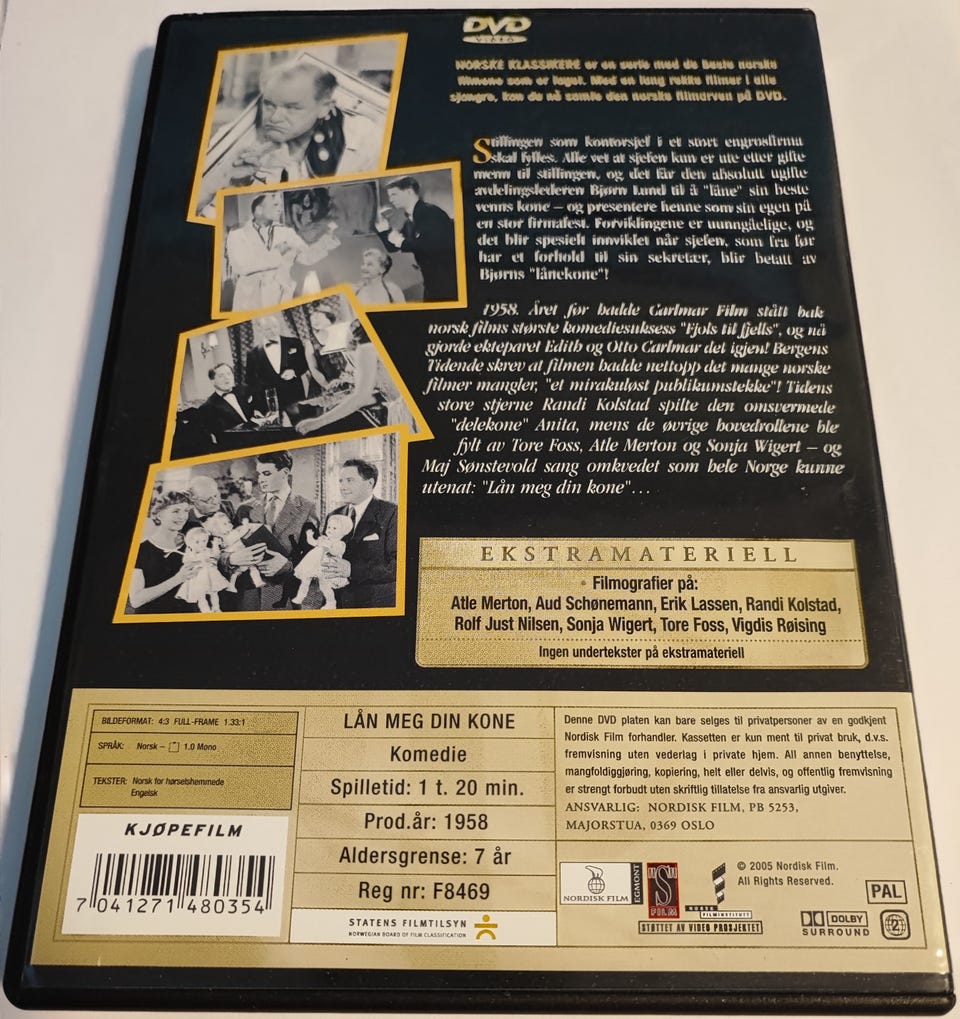 DVD
VIDEO
NORSKE KLASSIKERE er en serie med de beste norske
filmene som er laget. Med en lang rekke filmer i alle
sjangre, kan du nå samle den norske filmarven på DVD.
Stillingen som kontorsjef i et stort engrosfirma
skal fylles. Alle vet at sjefen kun er ute etter gifte
menn til stillingen, og det får den absolutt ugifte
avdelingslederen Bjørn Lund til å "låne" sin beste
venns kone – og presentere henne som sin egen på
en stor firmafest. Forviklingene er uunngåelige, og
det blir spesielt innviklet når sjefen, som fra før
har et forhold til sin sekretær, blir betatt av
Bjørns "lånekone"!
1958. Året før hadde Carlmar Film stått bak
norsk films største komediesuksess "Fjols til fjells", og nå
gjorde ekteparet Edith og Otto Carlmar det igjen! Bergens
Tidende skrev at filmen hadde nettopp det mange norske
filmer mangler, "et mirakuløst publikumstekke"! Tidens
store stjerne Randi Kolstad spilte den omsvermede
"delekone" Anita, mens de øvrige hovedrollene ble
fylt av Tore Foss, Atle Merton og Sonja Wigert – og
Maj Sønstevold sang omkvedet som hele Norge kunne
utenat: "Lån meg din kone"...
EKSTRAMATERIELL
Filmografier på:
Atle Merton, Aud Schønemann, Erik Lassen, Randi Kolstad,
Rolf Just Nilsen, Sonja Wigert, Tore Foss, Vigdis Røising
Ingen undertekster på ekstramateriell
BILDEFORMAT: 4:3 FULL-FRAME 1.33:1
SPRÅK: Norsk – 1.0 Mono
TEKSTER: Norsk for hørselshemmede
Engelsk
KJØPEFILM
7 041271 480354
LÅN MEG DIN KONE
Komedie
Spilletid: 1 t. 20 min.
Prod.år: 1958
Aldersgrense: 7 år
Reg nr: F8469
STATENS FILMTILSYN
NORWEGIAN BOARD OF FILM CLASSIFICATION
Denne DVD platen kan bare selges til privatpersoner av en godkjent
Nordisk Film forhandler. Kassetten er kun ment til privat bruk, d.v.s.
fremvisning uten vederlag i private hjem. All annen benyttelse,
mangfoldiggjøring, kopiering, helt eller delvis, og offentlig fremvisning
er strengt forbudt uten skriftlig tillatelse fra ansvarlig utgiver.
ANSVARLIG: NORDISK FILM, PB 5253,
MAJORSTUA, 0369 OSLO
NORDISK FILM
EGMONT
"S"
FILM
NORSK
FILMINSTITUTT
STØTTET AV VIDEO PROSJEKTET
© 2005 Nordisk Film.
All Rights Reserved.
PAL
DOLBY
SURROUND
2